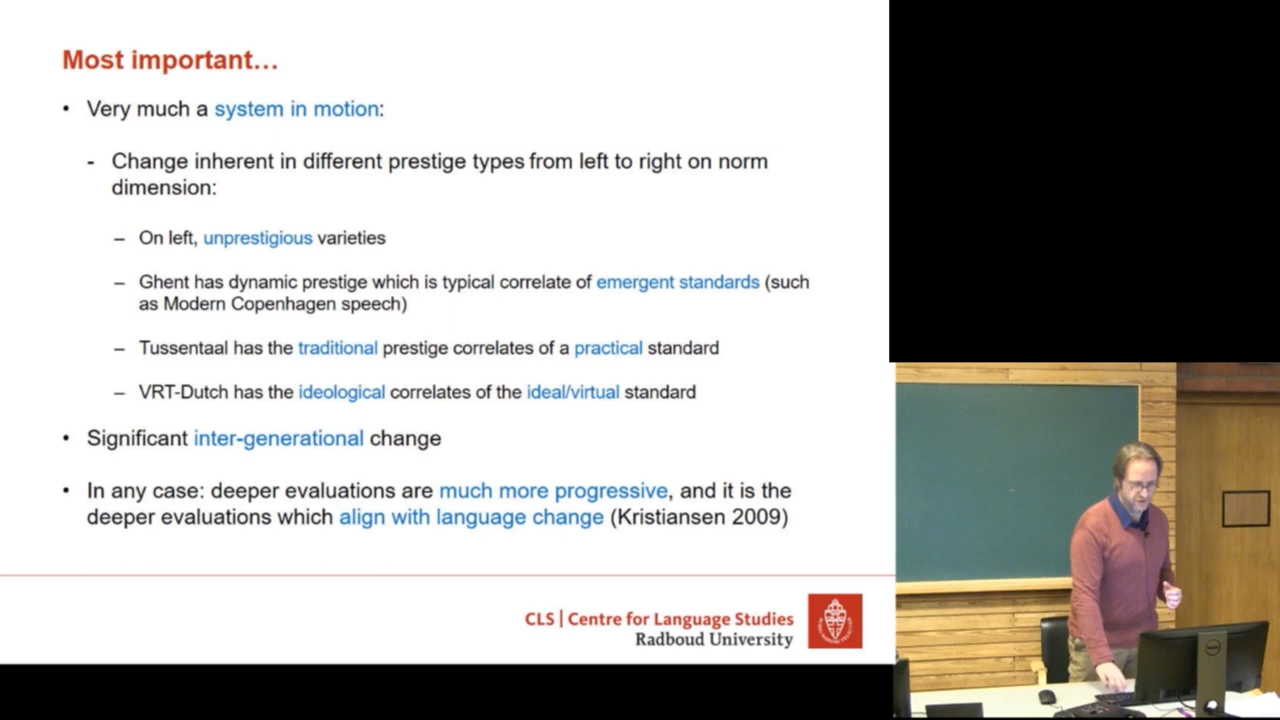 Most important…
• Very much a system in motion:
- Change inherent in different prestige types from left to right on norm
dimension:
– On left, unprestigious varieties
– Ghent has dynamic prestige which is typical correlate of emergent standards (such
as Modern Copenhagen speech)
– Tussentaal has the traditional prestige correlates of a practical standard
– VRT-Dutch has the ideological correlates of the ideal/virtual standard
• Significant inter-generational change
• In any case: deeper evaluations are much more progressive, and it is the
deeper evaluations which align with language change (Kristiansen 2009)
CLS | Centre for Language Studies
Radboud University